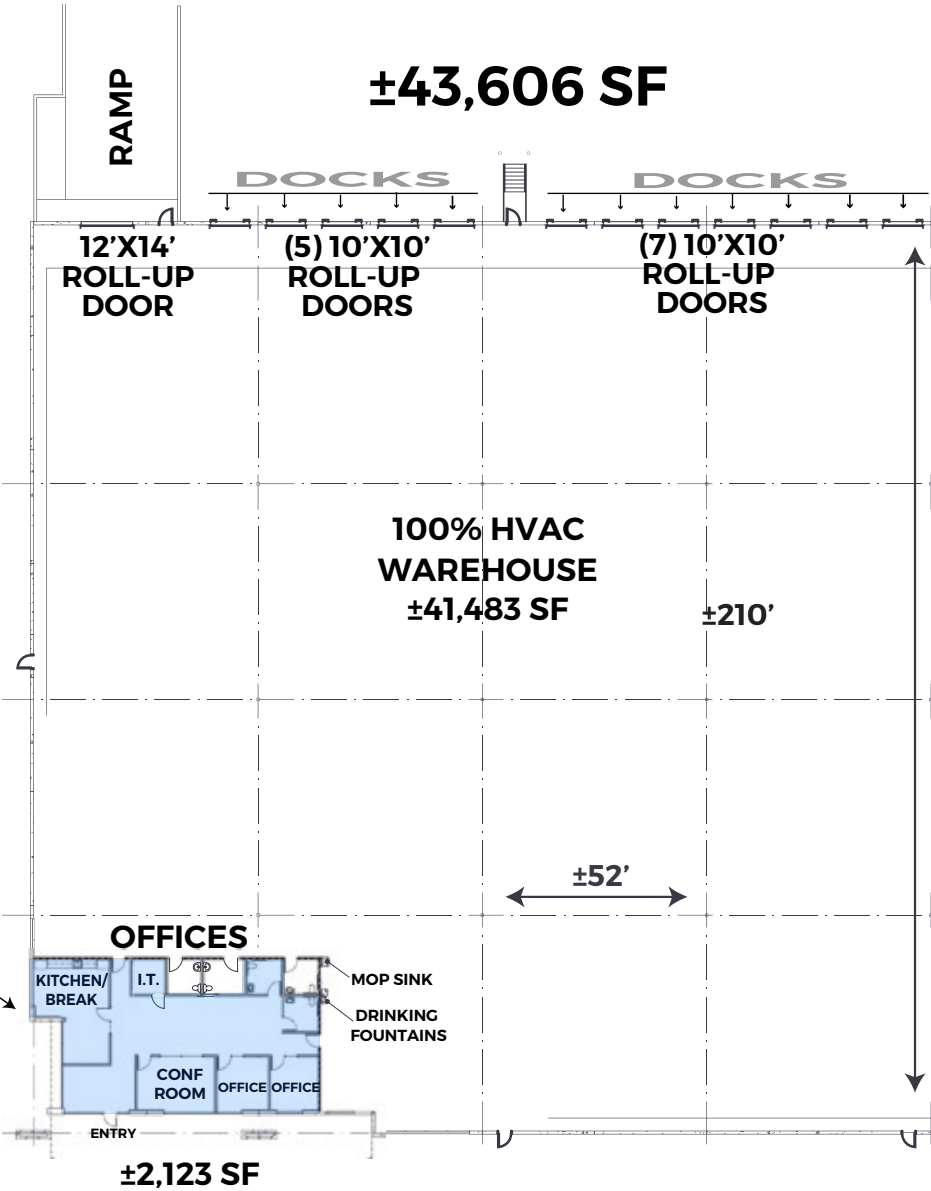 ±43,606 SF
RAMP
DOCKS
DOCKS
12'X14'
ROLL-UP
DOOR
(5) 10'X10'
ROLL-UP
DOORS
(7) 10'X10'
ROLL-UP
DOORS
100% HVAC
WAREHOUSE
±41,483 SF
±210'
±52'
OFFICES
KITCHEN/
BREAK
I.T.
MOP SINK
DRINKING
FOUNTAINS
CONF
ROOM
OFFICE
OFFICE
ENTRY
±2,123 SF